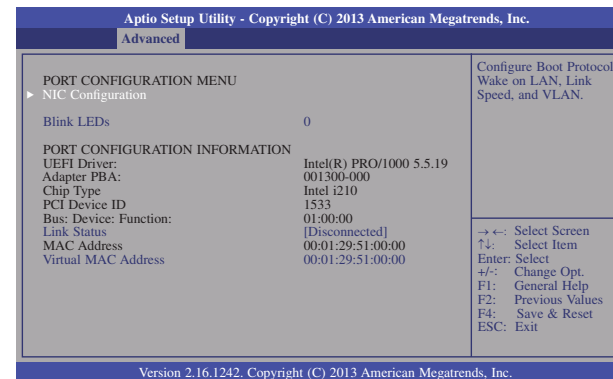 Aptio Setup Utility - Copyright (C) 2013 American Megatrends, Inc.
Advanced
PORT CONFIGURATION MENU
► NIC Configuration
Blink LEDs 0
PORT CONFIGURATION INFORMATION
UEFI Driver: Intel(R) PRO/1000 5.5.19
Adapter PBA: 001300-000
Chip Type Intel i210
PCI Device ID 1533
Bus: Device: Function: 01:00:00
Link Status [Disconnected]
MAC Address 00:01:29:51:00:00
Virtual MAC Address 00:01:29:51:00:00
Configure Boot Protocol
Wake on LAN, Link
Speed, and VLAN.
→ ←: Select Screen
↑↓: Select Item
Enter: Select
+/-: Change Opt.
F1: General Help
F2: Previous Values
F4: Save & Reset
ESC: Exit
Version 2.16.1242. Copyright (C) 2013 American Megatrends, Inc.